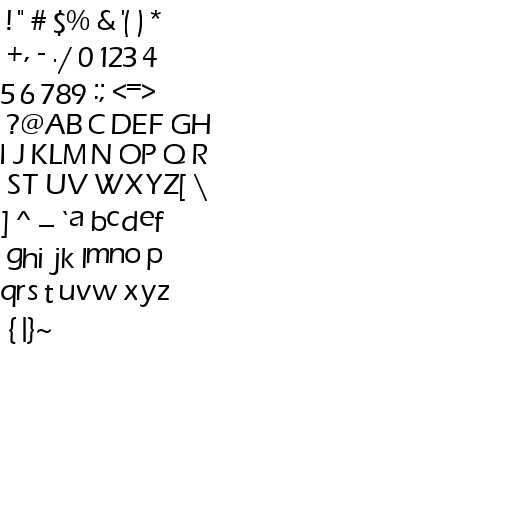 ! " # $% & '( ) *
+, - ./ 0 123 4
5 6 789 :; <=>
?@AB C DEF GH
I J KLM N OP Q R
ST UV WXYZ[ \
] ^ _ `a bcdef
ghi jk lmno p
qrs t uvw xyz
{|}~